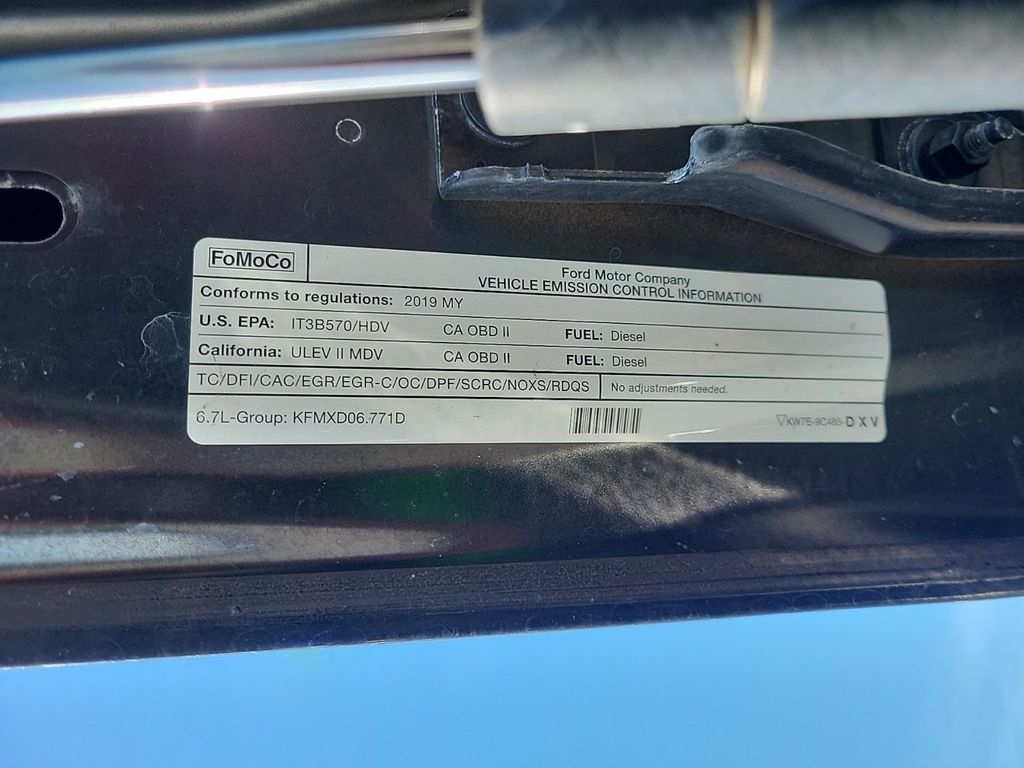 FoMoCo
Ford Motor Company
VEHICLE EMISSION CONTROL INFORMATION
Conforms to regulations: 2019 MY
U.S. EPA: IT3B570/HDV CA OBD II FUEL: Diesel
California: ULEV II MDV CA OBD II FUEL: Diesel
TC/DFI/CAC/EGR/EGR-C/OC/DPF/SCRC/NOXS/RDQS No adjustments needed.
6.7L-Group: KFMXD06.771D KW7E-9C485-D X V